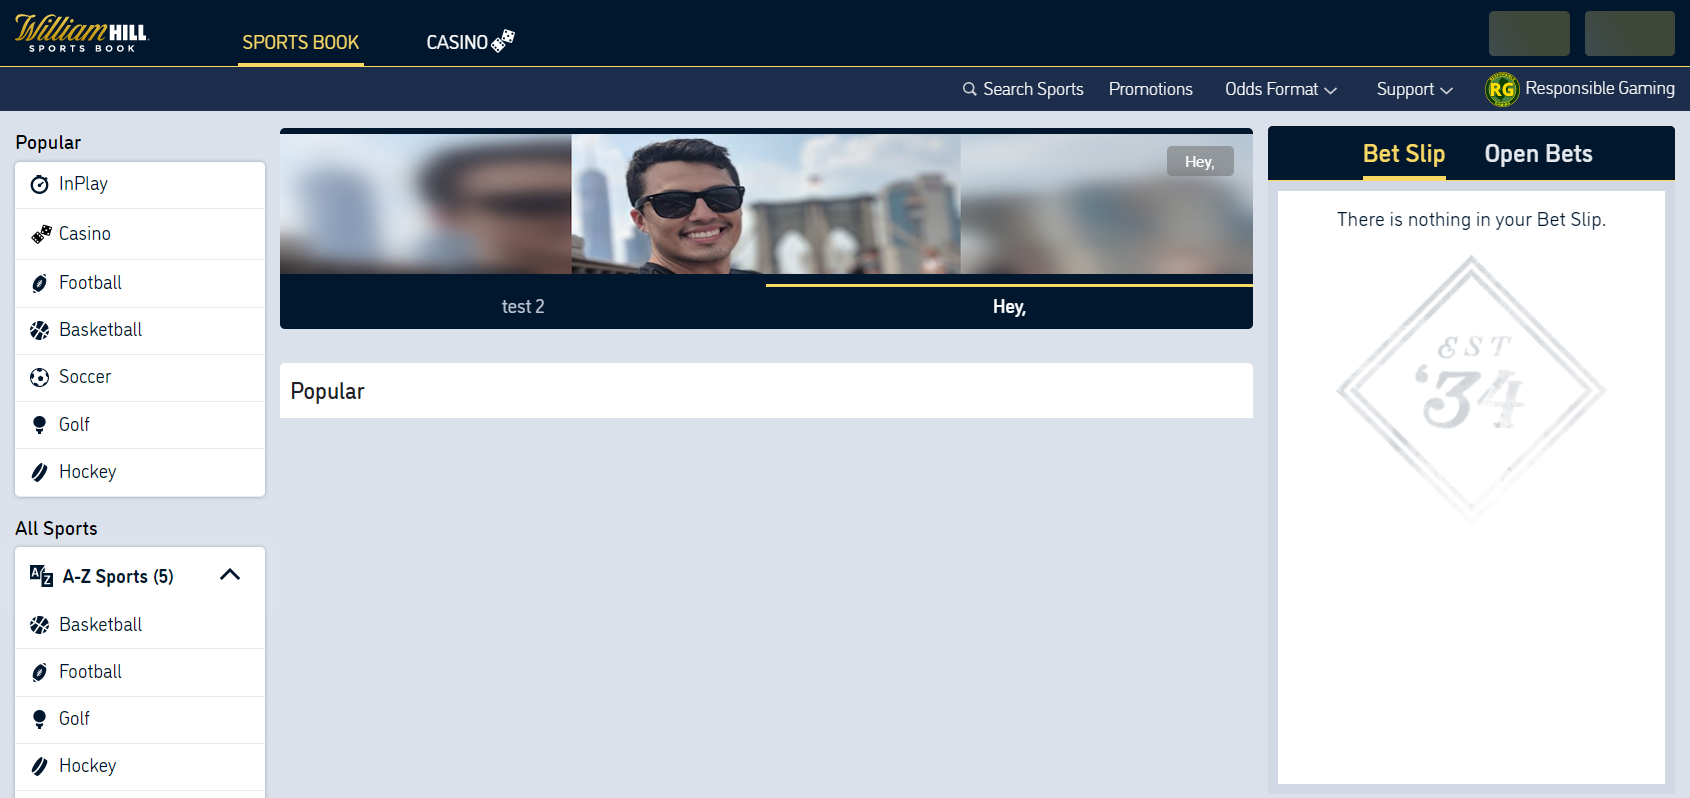 William HILL
SPORTS BOOK
SPORTS BOOK
CASINO
Search Sports
Promotions
Odds Format
Support
RG
Responsible Gaming
Popular
InPlay
Casino
Football
Basketball
Soccer
Golf
Hockey
All Sports
A Z
A-Z Sports (5)
Basketball
Football
Golf
Hockey
Hey,
test 2
Hey,
Popular
Bet Slip
Open Bets
There is nothing in your Bet Slip.
EST
‘34